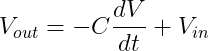 $V_{out} = -C \frac{dV}{dt} + V_{in}$